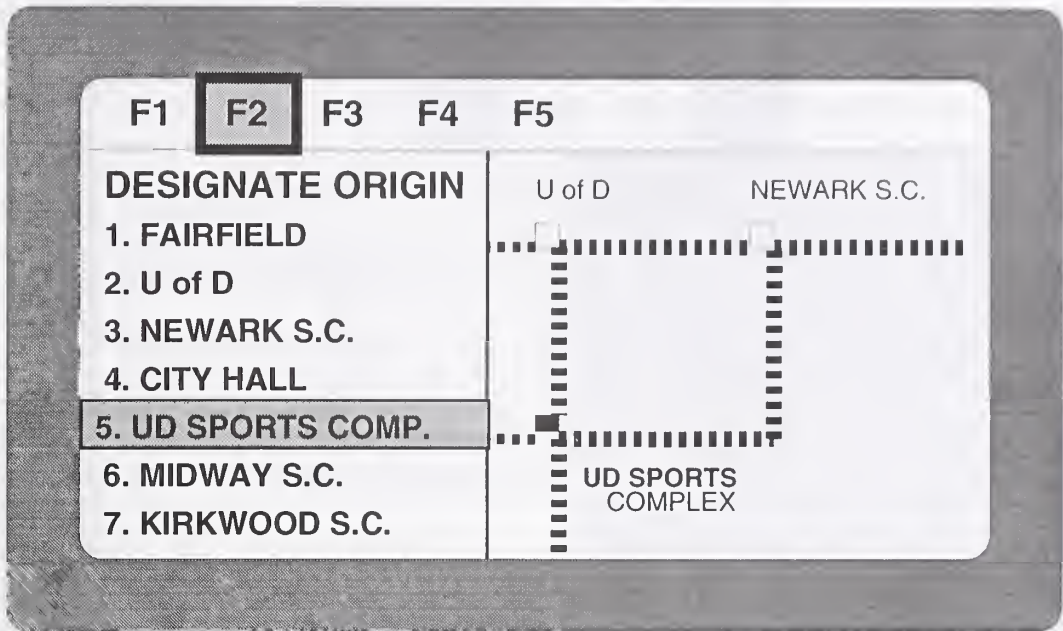 F1 F2 F3 F4 F5
DESIGNATE ORIGIN
1. FAIRFIELD
2. U of D
3. NEWARK S.C.
4. CITY HALL
5. UD SPORTS COMP.
6. MIDWAY S.C.
7. KIRKWOOD S.C.
U of D
NEWARK S.C.
UD SPORTS
COMPLEX